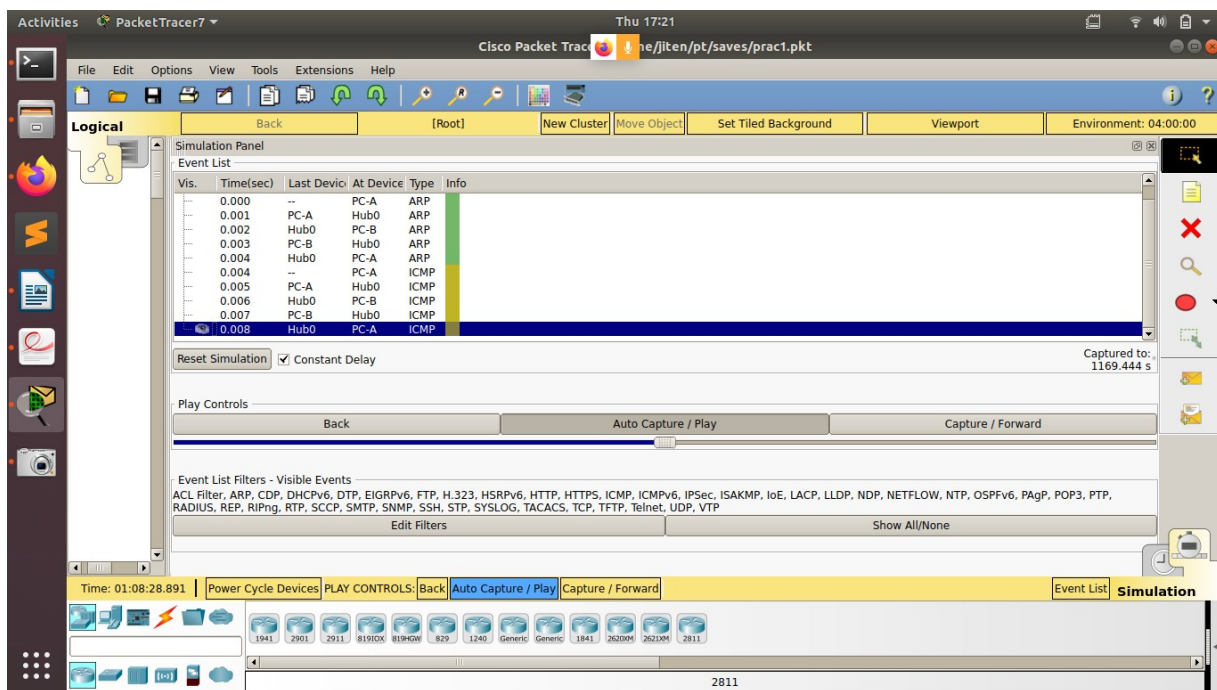 Activities PacketTracer7 Thu 17:21
Cisco Packet Trac e/jiten/pt/saves/prac1.pkt
File Edit Options View Tools Extensions Help
Logical Back [Root] New Cluster Move Object Set Tiled Background Viewport Environment: 04:00:00
Simulation Panel
Event List
Vis. Time(sec) Last Devic At Device Type Info
0.000 -- PC-A ARP
0.001 PC-A Hub0 ARP
0.002 Hub0 PC-B ARP
0.003 PC-B Hub0 ARP
0.004 Hub0 PC-A ARP
0.004 -- PC-A ICMP
0.005 PC-A Hub0 ICMP
0.006 Hub0 PC-B ICMP
0.007 PC-B Hub0 ICMP
0.008 Hub0 PC-A ICMP
Reset Simulation Constant Delay Captured to:
1169.444 s
Play Controls
Back Auto Capture / Play Capture / Forward
Event List Filters - Visible Events
ACL Filter, ARP, CDP, DHCPv6, DTP, EIGRPv6, FTP, H.323, HSRPv6, HTTP, HTTPS, ICMP, ICMPv6, IPSec, ISAKMP, IoE, LACP, LLDP, NDP, NETFLOW, NTP, OSPFv6, PAgP, POP3, PTP,
RADIUS, REP, RIPng, RTP, SCCP, SMTP, SNMP, SSH, STP, SYSLOG, TACACS, TCP, TFTP, Telnet, UDP, VTP
Edit Filters Show All/None
Time: 01:08:28.891 Power Cycle Devices PLAY CONTROLS: Back Auto Capture / Play Capture / Forward Event List Simulation
1941 2901 2911 819IOX 819HGW 829 1240 Generic Generic 1841 2620XM 2621XM 2811
2811